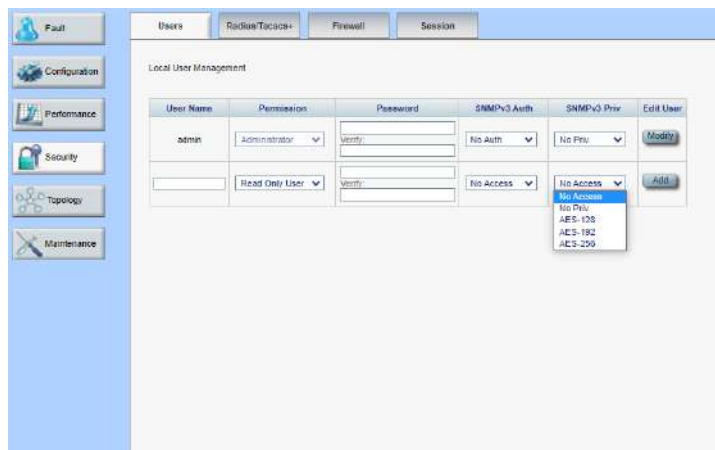 Fault
Configuration
Performance
Security
Topology
Maintenance
Users
Radius/Tacacs+
Firewall
Session
Local User Management
User Name Permission Password SNMPv3 Auth SNMPv3 Priv Edit User
admin Administrator Verify: No Auth No Priv Modify
Read Only User Verify: No Access No Access Add
No Access
No Priv
AES-128
AES-192
AES-256